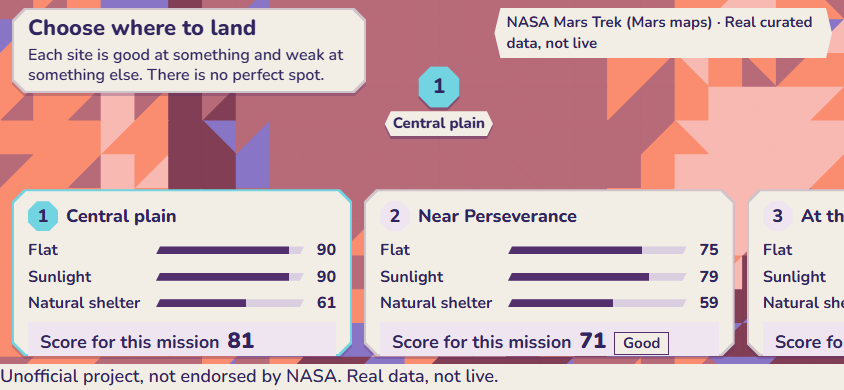 Choose where to land
Each site is good at something and weak at
something else. There is no perfect spot.
NASA Mars Trek (Mars maps) · Real curated
data, not live
1
Central plain
1 Central plain
Flat 90
Sunlight 90
Natural shelter 61
Score for this mission 81
2 Near Perseverance
Flat 75
Sunlight 79
Natural shelter 59
Score for this mission 71 Good
3 At th
Flat
Sunlight
Natural she
Score fo
Unofficial project, not endorsed by NASA. Real data, not live.